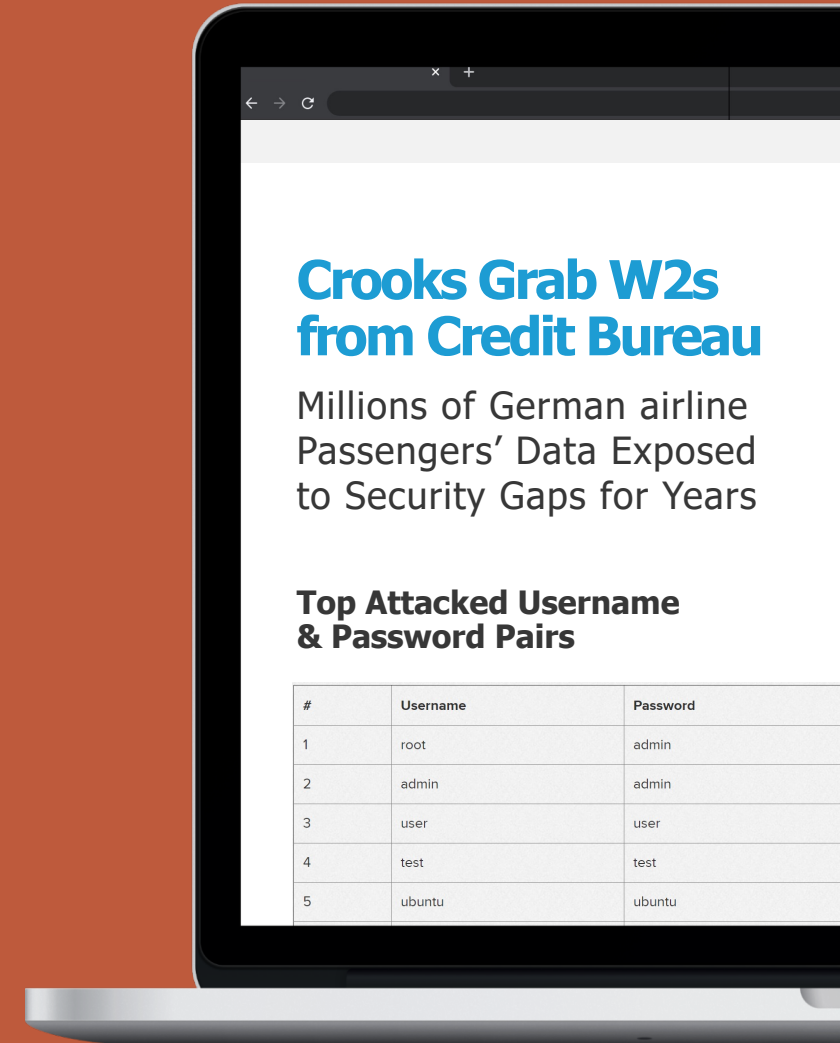 Crooks Grab W2s
from Credit Bureau
Millions of German airline
Passengers’ Data Exposed
to Security Gaps for Years
Top Attacked Username
& Password Pairs
# Username Password
1 root admin
2 admin admin
3 user user
4 test test
5 ubuntu ubuntu